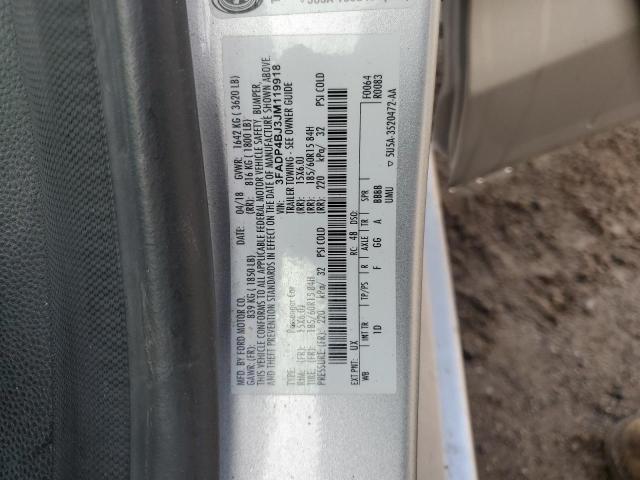 MFD. BY FORD MOTOR CO. DATE: 04/18 GVWR: 1642 KG ( 3620 LB)
GAWR: (FR): 839 KG ( 1850 LB) (RR): 816 KG ( 1800 LB)
THIS VEHICLE CONFORMS TO ALL APPLICABLE FEDERAL MOTOR VEHICLE SAFETY, BUMPER,
AND THEFT PREVENTION STANDARDS IN EFFECT ON THE DATE OF MANUFACTURE SHOWN ABOVE.
VIN: 3FADP4BJ3JM119918
TYPE: Passenger Car TRAILER TOWING - SEE OWNER GUIDE
RIM: (FR): 15X6.0J (RR): 15X6.0J
TIRE: (FR): 185/60R15 84H (RR): 185/60R15 84H
PRESSURE: (FR): 220 kPa/ 32 PSI COLD (RR): 220 kPa/ 32 PSI COLD
EXT PNT: UX RC: 48 DSO: F0064
WB INT TR TP/PS R AXLE TR SPR R0083
1D F GG A BBBB
UMU
5U5A-3520472-AA